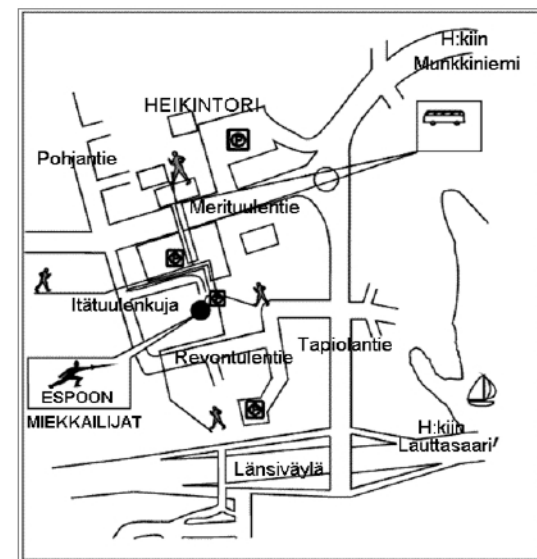 H:kiin
Munkkiniemi
HEIKINTORI
P
Pohjantie
Merituulentie
P
Itätuulenkuja
P
Revontulentie
Tapiolantie
ESPOON
MIEKKAILIJAT
P
H:kiin
Lauttasaari
Länsiväylä